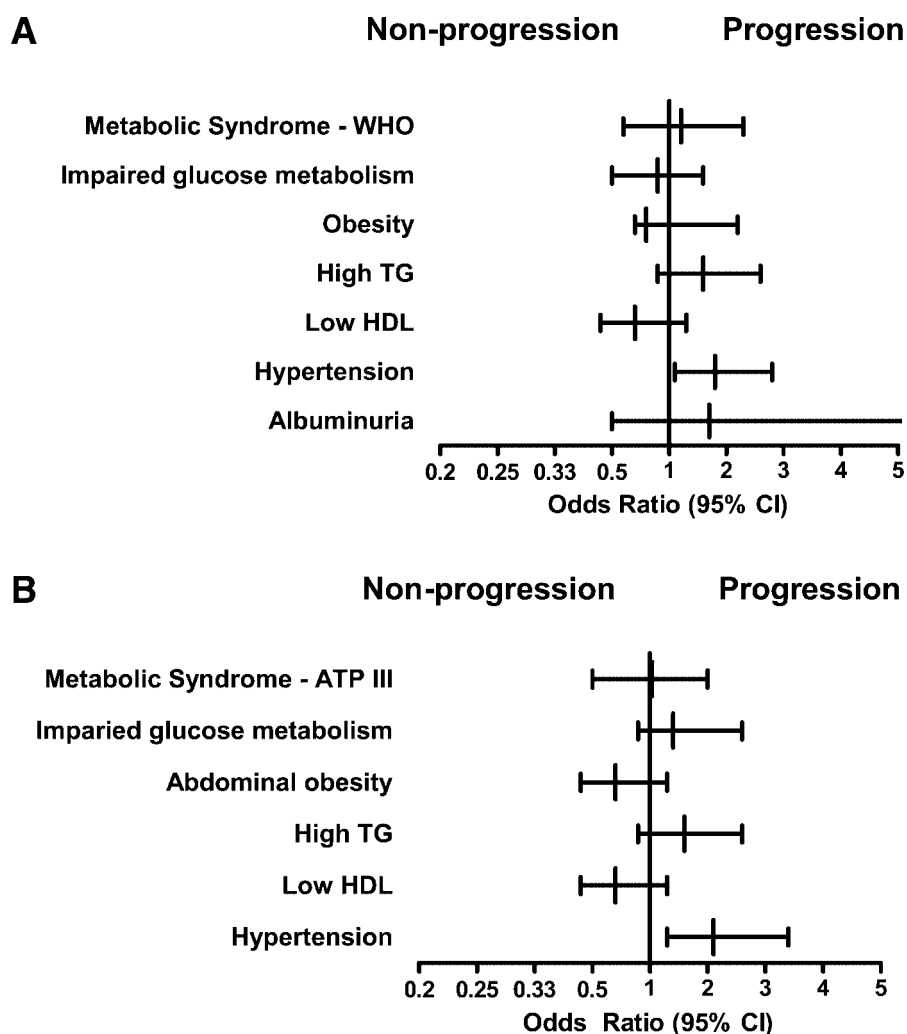 A
Non-progression Progression
Metabolic Syndrome - WHO
Impaired glucose metabolism
Obesity
High TG
Low HDL
Hypertension
Albuminuria
0.2 0.25 0.33 0.5 1 2 3 4 5
Odds Ratio (95% CI)
B
Non-progression Progression
Metabolic Syndrome - ATP III
Imparied glucose metabolism
Abdominal obesity
High TG
Low HDL
Hypertension
0.2 0.25 0.33 0.5 1 2 3 4 5
Odds Ratio (95% CI)